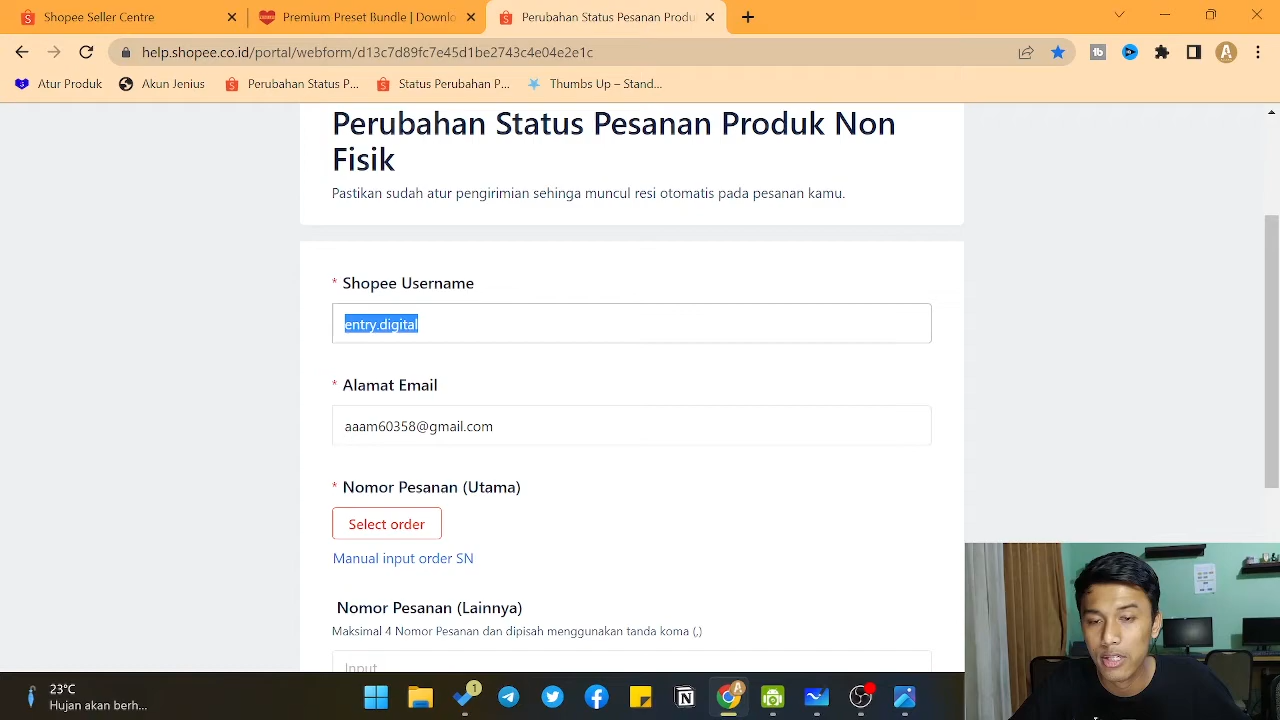 Shopee Seller Centre
Premium Preset Bundle | Downlo
Perubahan Status Pesanan Produ
help.shopee.co.id/portal/webform/d13c7d89fc7e45d1be2743c4e04e2e1c
tb
A
Atur Produk
Akun Jenius
Perubahan Status P...
Status Perubahan P...
Thumbs Up – Stand...
Perubahan Status Pesanan Produk Non
Fisik
Pastikan sudah atur pengirimian sehinga muncul resi otomatis pada pesanan kamu.
* Shopee Username
entry.digital
* Alamat Email
aaam60358@gmail.com
* Nomor Pesanan (Utama)
Select order
Manual input order SN
Nomor Pesanan (Lainnya)
Maksimal 4 Nomor Pesanan dan dipisah menggunakan tanda koma (,)
Input
23°C
Hujan akan berh...
1
A